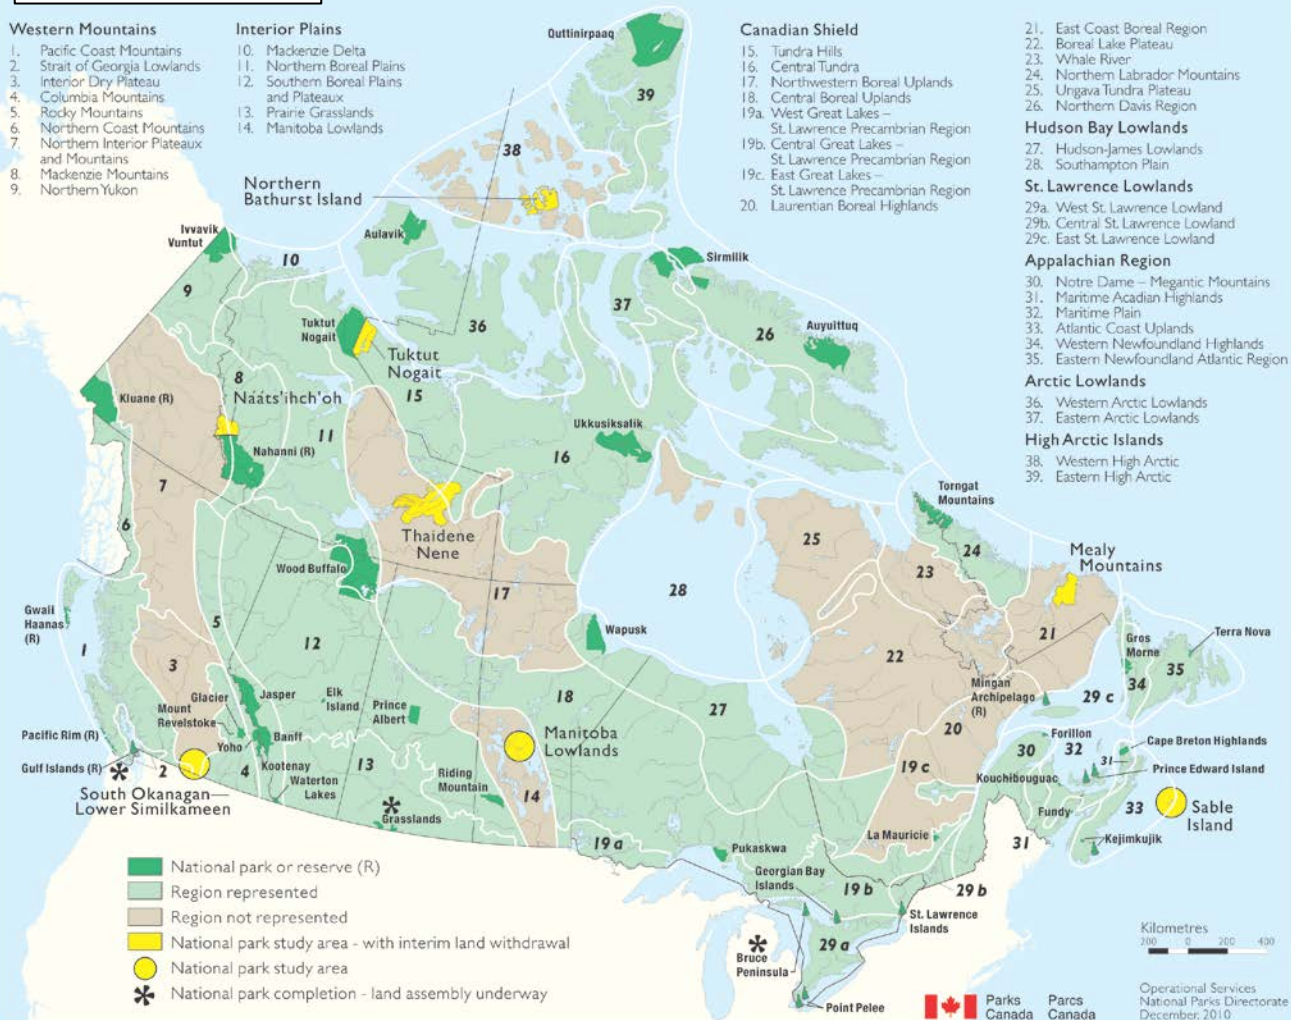 Western Mountains
1. Pacific Coast Mountains
2. Strait of Georgia Lowlands
3. Interior Dry Plateau
4. Columbia Mountains
5. Rocky Mountains
6. Northern Coast Mountains
7. Northern Interior Plateaux
and Mountains
8. Mackenzie Mountains
9. Northern Yukon
Interior Plains
10. Mackenzie Delta
11. Northern Boreal Plains
12. Southern Boreal Plains
and Plateaux
13. Prairie Grasslands
14. Manitoba Lowlands
Canadian Shield
15. Tundra Hills
16. Central Tundra
17. Northwestern Boreal Uplands
18. Central Boreal Uplands
19a. West Great Lakes –
St. Lawrence Precambrian Region
19b. Central Great Lakes –
St. Lawrence Precambrian Region
19c. East Great Lakes –
St. Lawrence Precambrian Region
20. Laurentian Boreal Highlands
21. East Coast Boreal Region
22. Boreal Lake Plateau
23. Whale River
24. Northern Labrador Mountains
25. Ungava Tundra Plateau
26. Northern Davis Region
Hudson Bay Lowlands
27. Hudson-James Lowlands
28. Southampton Plain
St. Lawrence Lowlands
29a. West St. Lawrence Lowland
29b. Central St. Lawrence Lowland
29c. East St. Lawrence Lowland
Appalachian Region
30. Notre Dame – Megantic Mountains
31. Maritime Acadian Highlands
32. Maritime Plain
33. Atlantic Coast Uplands
34. Western Newfoundland Highlands
35. Eastern Newfoundland Atlantic Region
Arctic Lowlands
36. Western Arctic Lowlands
37. Eastern Arctic Lowlands
High Arctic Islands
38. Western High Arctic
39. Eastern High Arctic
Quttinirpaaq
39
38
Northern
Bathurst Island
Aulavik
Ivvavik
Vuntut
10
Sirmilik
9
37
36
26
Auyuittuq
Tuktut
Nogait
Tuktut
Nogait
8
Nááts'ihch'oh
15
Kluane (R)
Ukkusiksalik
11
Nahanni (R)
16
7
Torngat
Mountains
6
Thaidene
Nene
25
24
Mealy
Mountains
Wood Buffalo
23
17
28
Gwaii
Haanas
(R)
1
5
12
Wapusk
21
Terra Nova
Gros
Morne
35
34
3
22
Mingan
Archipelago
(R)
29 c
Glacier
Mount
Revelstoke
Jasper
Elk
Island
Prince
Albert
18
27
20
Pacific Rim (R)
Yoho
Banff
Manitoba
Lowlands
Forillon
30
32
Cape Breton Highlands
31
Gulf Islands (R)
2
4
Kootenay
13
19c
Prince Edward Island
Kouchibouguac
South Okanagan—
Lower Similkameen
Waterton
Lakes
Riding
Mountain
14
Grasslands
Fundy
33
Sable
Island
19a
La Mauricie
Kejimkujik
31
Pukaskwa
Georgian Bay
Islands
19b
29 b
St. Lawrence
Islands
29 a
Bruce
Peninsula
Point Pelee
National park or reserve (R)
Region represented
Region not represented
National park study area - with interim land withdrawal
National park study area
National park completion - land assembly underway
Kilometres
200 0 200 400
Parks
Canada
Parcs
Canada
Operational Services
National Parks Directorate
December, 2010